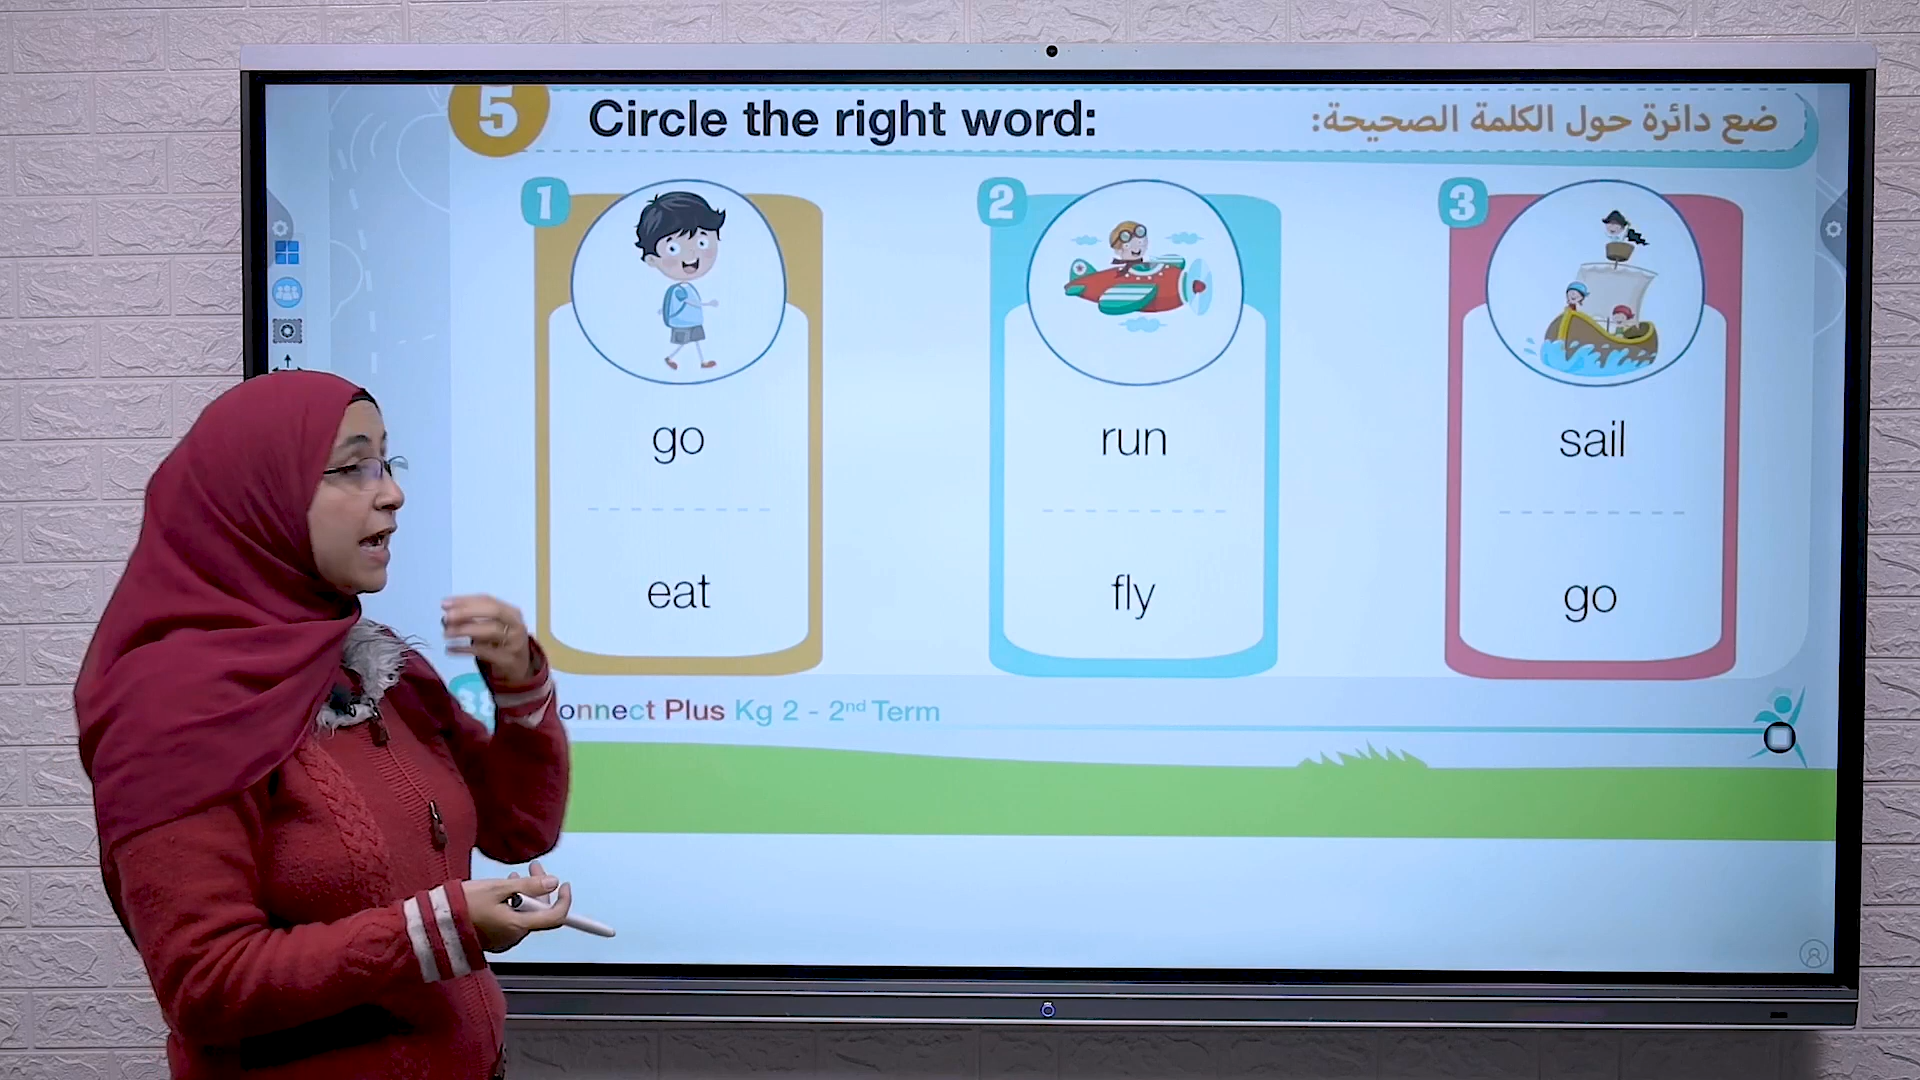 5 Circle the right word: ضع دائرة حول الكلمة الصحيحة:
1 2 3
go run sail
eat fly go
onnect Plus Kg 2 - 2nd Term